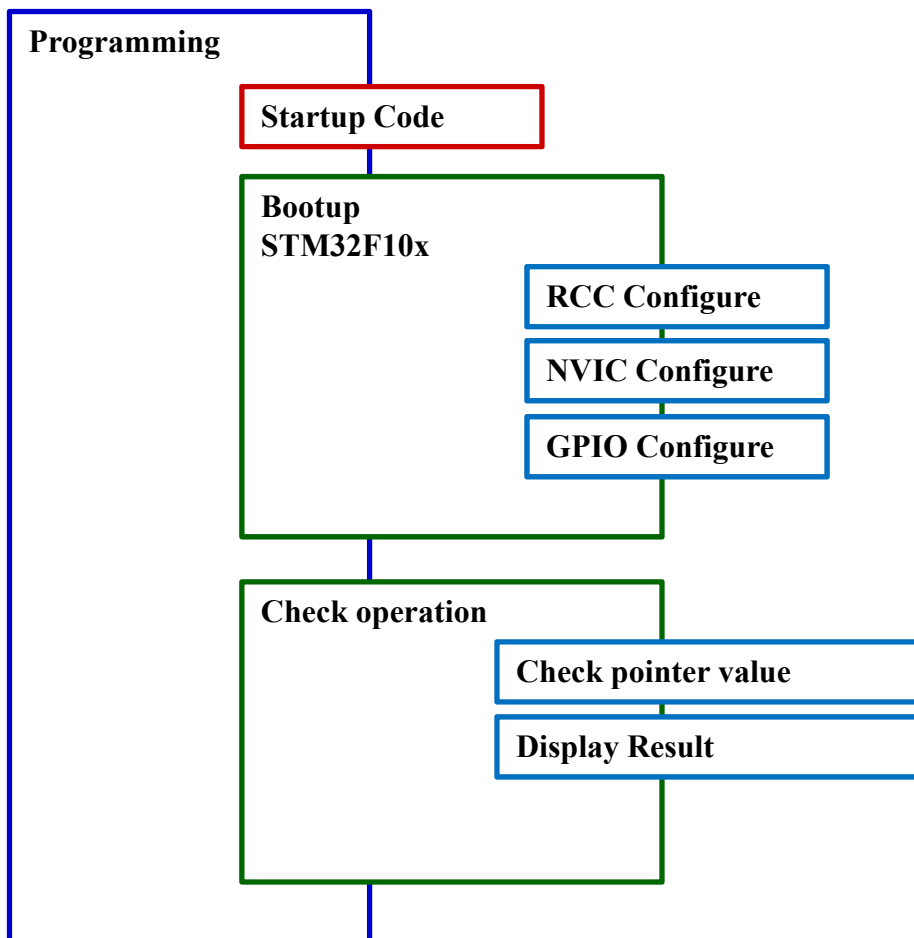 Programming
Startup Code
Bootup
STM32F10x
RCC Configure
NVIC Configure
GPIO Configure
Check operation
Check pointer value
Display Result